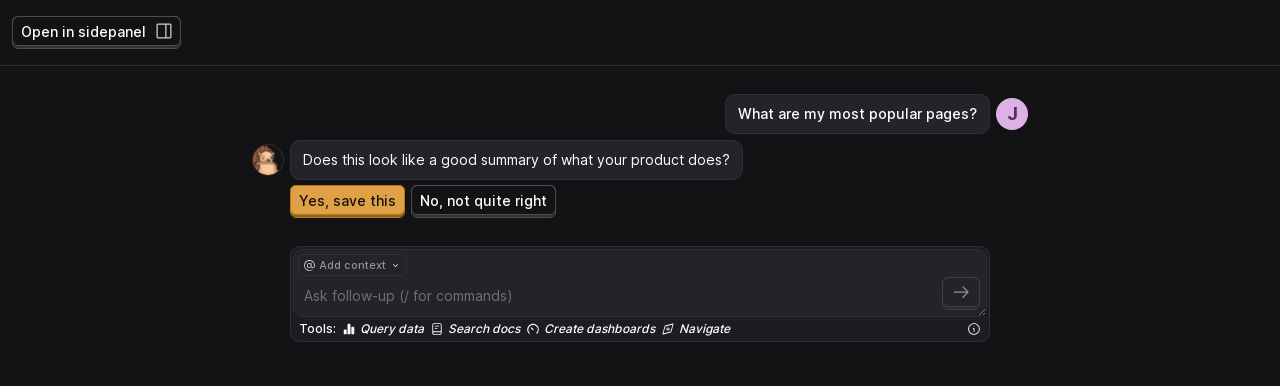 Open in sidepanel
What are my most popular pages?
J
Does this look like a good summary of what your product does?
Yes, save this
No, not quite right
@ Add context
Ask follow-up (/ for commands)
Tools: Query data Search docs Create dashboards Navigate